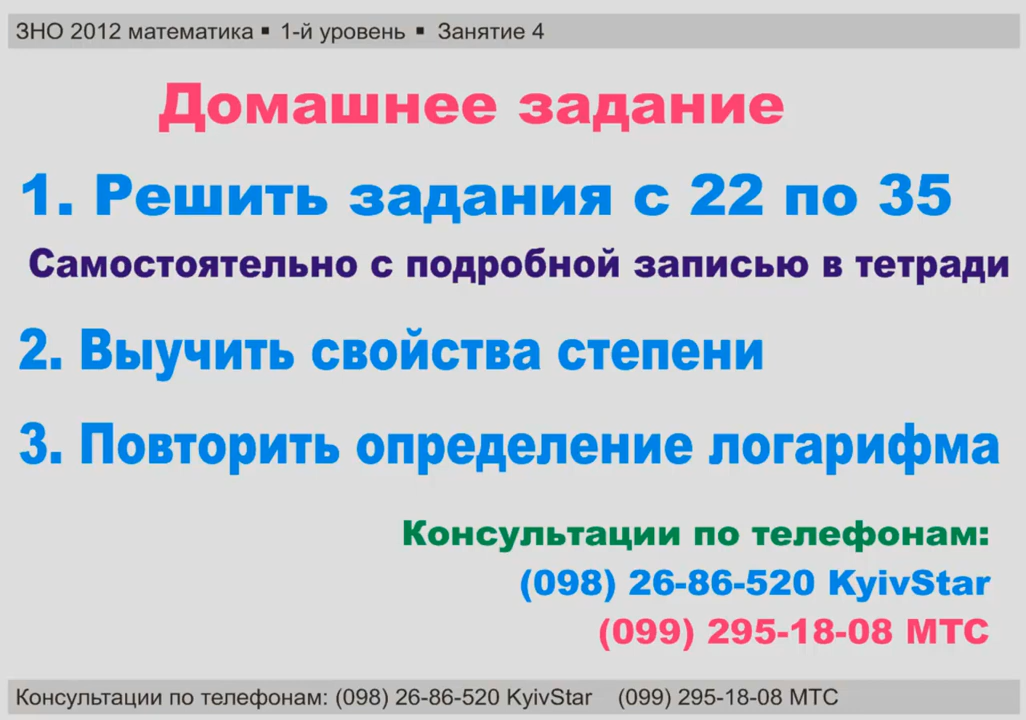 ЗНО 2012 математика ▪ 1-й уровень ▪ Занятие 4
Домашнее задание
1. Решить задания с 22 по 35
Самостоятельно с подробной записью в тетради
2. Выучить свойства степени
3. Повторить определение логарифма
Консультации по телефонам:
(098) 26-86-520 KyivStar
(099) 295-18-08 МТС
Консультации по телефонам: (098) 26-86-520 KyivStar (099) 295-18-08 МТС